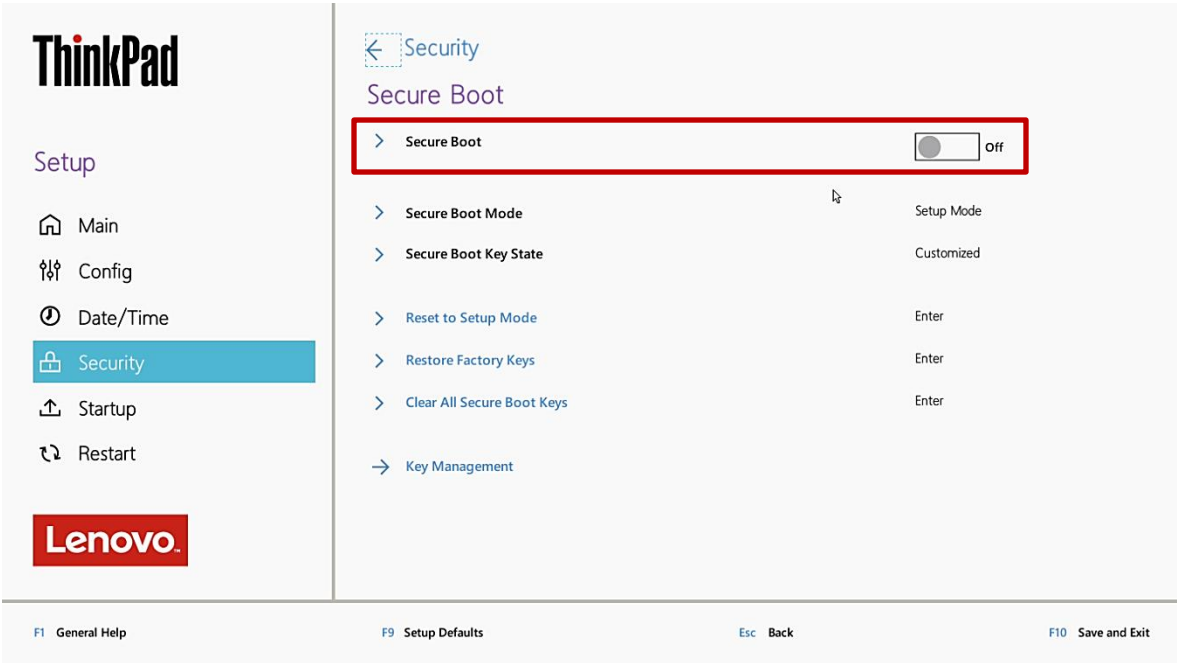 ThinkPad
Setup
Main
Config
Date/Time
Security
Startup
Restart
Lenovo™
Security
Secure Boot
Secure Boot Off
Secure Boot Mode Setup Mode
Secure Boot Key State Customized
Reset to Setup Mode Enter
Restore Factory Keys Enter
Clear All Secure Boot Keys Enter
Key Management
F1 General Help F9 Setup Defaults Esc Back F10 Save and Exit